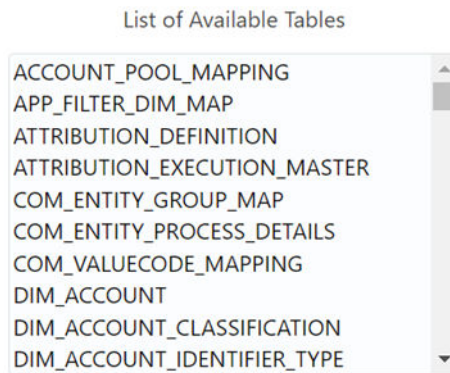 List of Available Tables
ACCOUNT_POOL_MAPPING
APP_FILTER_DIM_MAP
ATTRIBUTION_DEFINITION
ATTRIBUTION_EXECUTION_MASTER
COM_ENTITY_GROUP_MAP
COM_ENTITY_PROCESS_DETAILS
COM_VALUECODE_MAPPING
DIM_ACCOUNT
DIM_ACCOUNT_CLASSIFICATION
DIM_ACCOUNT_IDENTIFIER_TYPE